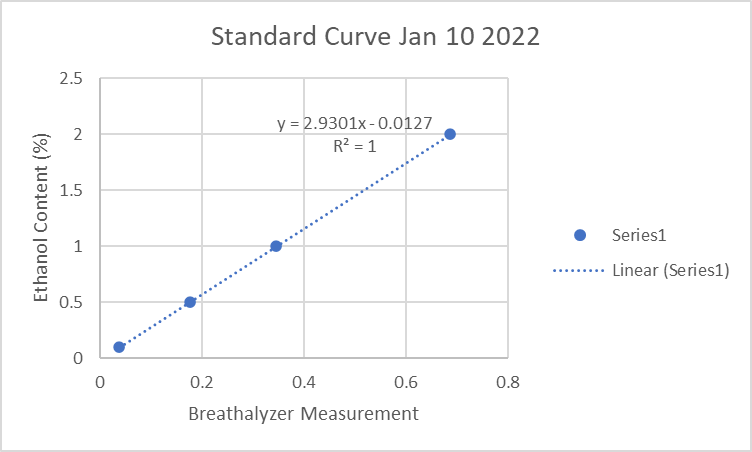 Standard Curve Jan 10 2022
2.5
y = 2.9301x - 0.0127
R² = 1
2
1.5
1
0.5
0
0 0.2 0.4 0.6 0.8
Ethanol Content (%)
Breathalyzer Measurement
Series1
Linear (Series1)